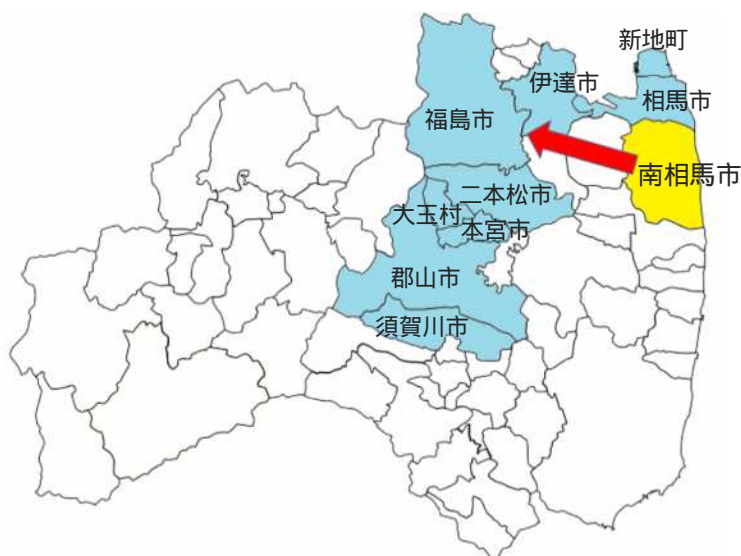 新地町
伊達市
相馬市
福島市
南相馬市
二本松市
大玉村
本宮市
郡山市
須賀川市